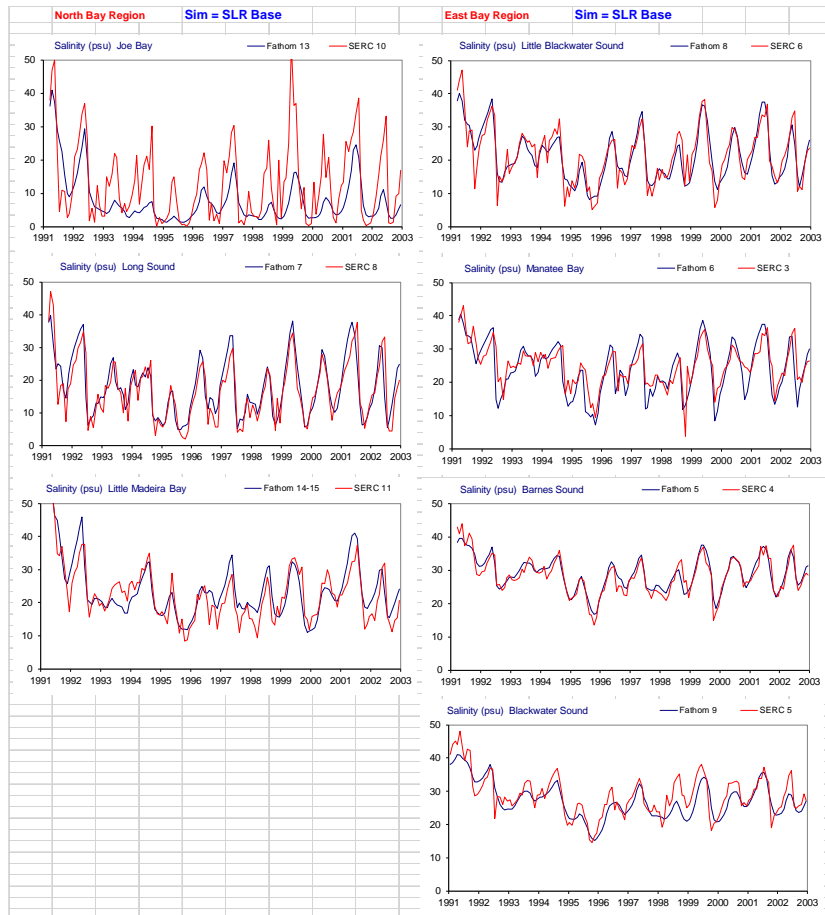 North Bay Region Sim = SLR Base
Salinity (psu) Joe Bay Fathom 13 SERC 10
50
40
30
20
10
0
1991 1992 1993 1994 1995 1996 1997 1998 1999 2000 2001 2002 2003
Salinity (psu) Long Sound Fathom 7 SERC 8
50
40
30
20
10
0
1991 1992 1993 1994 1995 1996 1997 1998 1999 2000 2001 2002 2003
Salinity (psu) Little Madeira Bay Fathom 14-15 SERC 11
50
40
30
20
10
0
1991 1992 1993 1994 1995 1996 1997 1998 1999 2000 2001 2002 2003
East Bay Region Sim = SLR Base
Salinity (psu) Little Blackwater Sound Fathom 8 SERC 6
50
40
30
20
10
0
1991 1992 1993 1994 1995 1996 1997 1998 1999 2000 2001 2002 2003
Salinity (psu) Manatee Bay Fathom 6 SERC 3
50
40
30
20
10
0
1991 1992 1993 1994 1995 1996 1997 1998 1999 2000 2001 2002 2003
Salinity (psu) Barnes Sound Fathom 5 SERC 4
50
40
30
20
10
0
1991 1992 1993 1994 1995 1996 1997 1998 1999 2000 2001 2002 2003
Salinity (psu) Blackwater Sound Fathom 9 SERC 5
50
40
30
20
10
0
1991 1992 1993 1994 1995 1996 1997 1998 1999 2000 2001 2002 2003